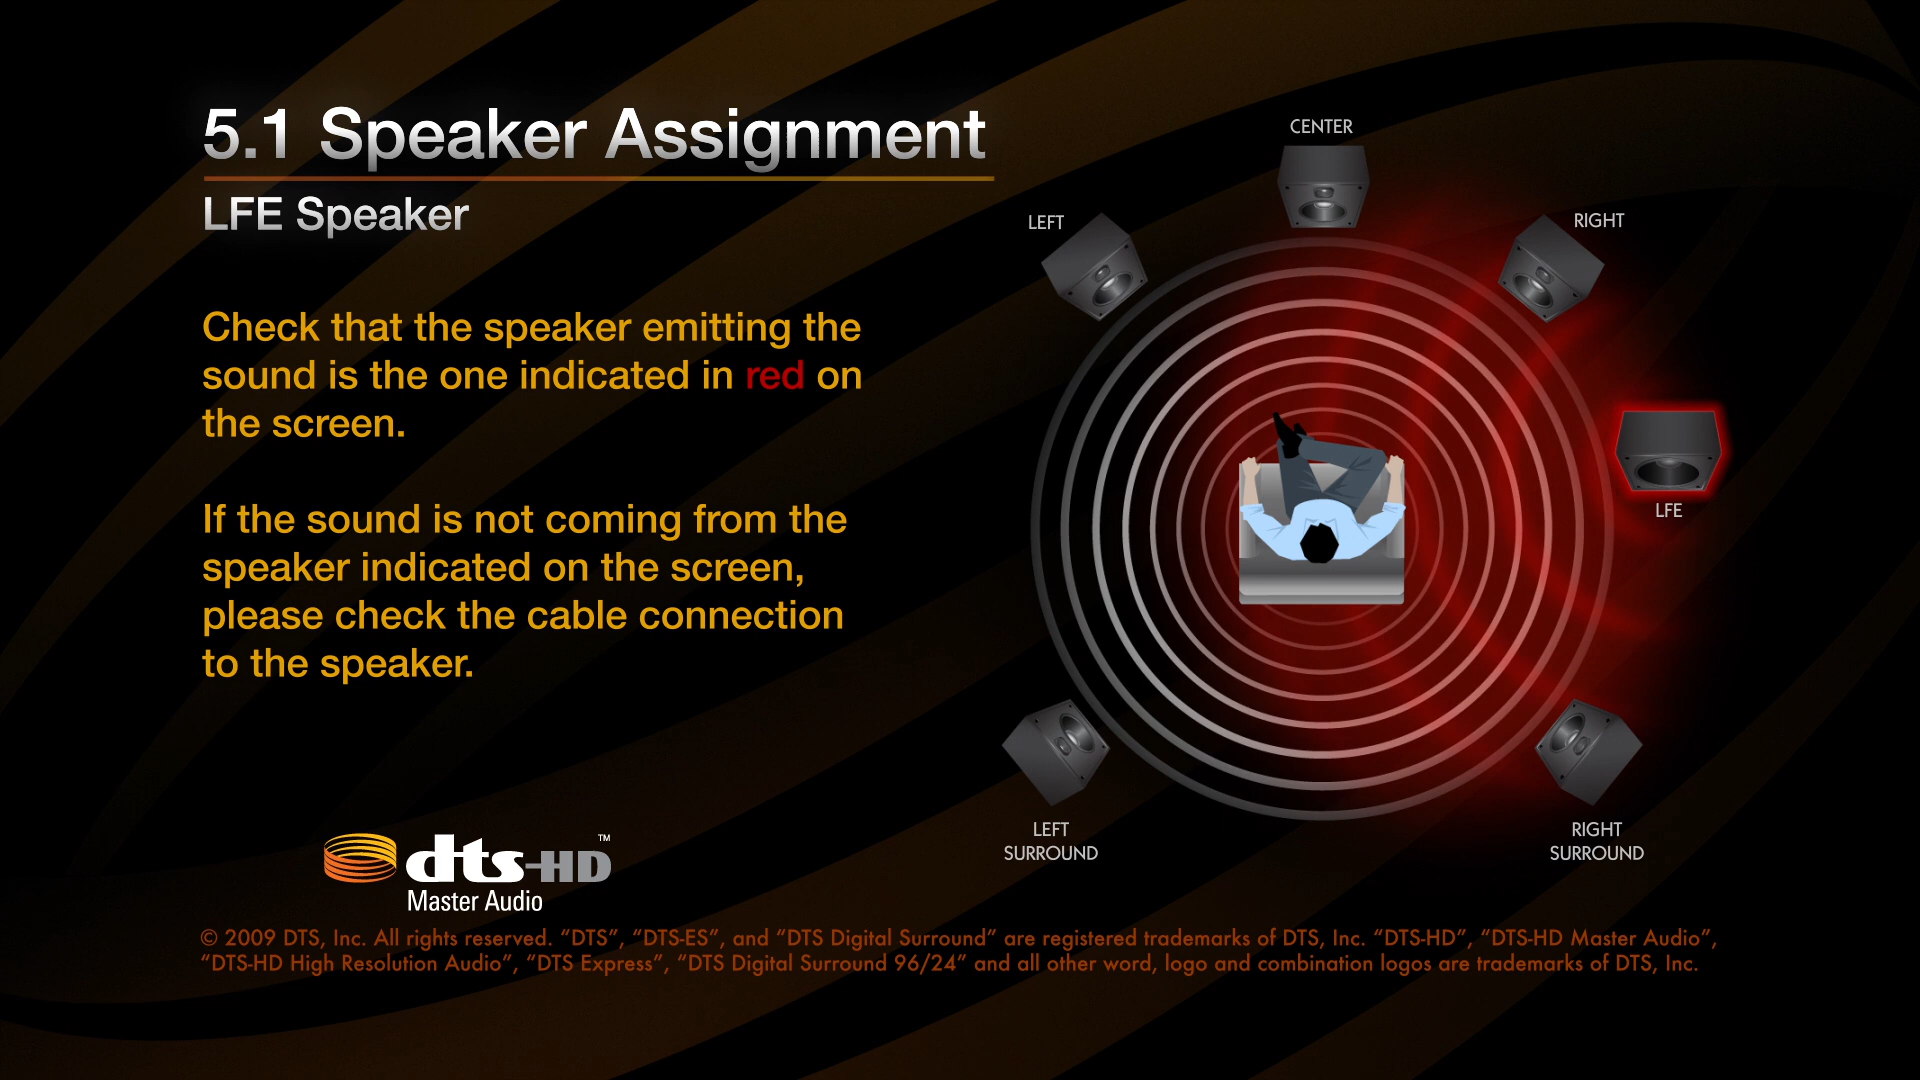 5.1 Speaker Assignment
LFE Speaker
Check that the speaker emitting the
sound is the one indicated in red on
the screen.
If the sound is not coming from the
speaker indicated on the screen,
please check the cable connection
to the speaker.
CENTER
LEFT
RIGHT
LFE
LEFT
SURROUND
RIGHT
SURROUND
dts-HD™
Master Audio
© 2009 DTS, Inc. All rights reserved. “DTS”, “DTS-ES”, and “DTS Digital Surround” are registered trademarks of DTS, Inc. “DTS-HD”, “DTS-HD Master Audio”,
“DTS-HD High Resolution Audio”, “DTS Express”, “DTS Digital Surround 96/24” and all other word, logo and combination logos are trademarks of DTS, Inc.